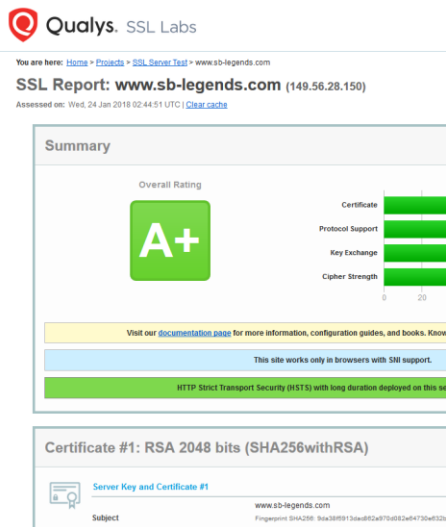 Qualys. SSL Labs
You are here: Home > Projects > SSL Server Test > www.sb-legends.com
SSL Report: www.sb-legends.com (149.56.28.150)
Assessed on: Wed, 24 Jan 2018 02:44:51 UTC | Clear cache
Summary
Overall Rating
A+
Certificate
Protocol Support
Key Exchange
Cipher Strength
0 20
Visit our documentation page for more information, configuration guides, and books. Know
This site works only in browsers with SNI support.
HTTP Strict Transport Security (HSTS) with long duration deployed on this se
Certificate #1: RSA 2048 bits (SHA256withRSA)
Server Key and Certificate #1
Subject
www.sb-legends.com
Fingerprint SHA256: